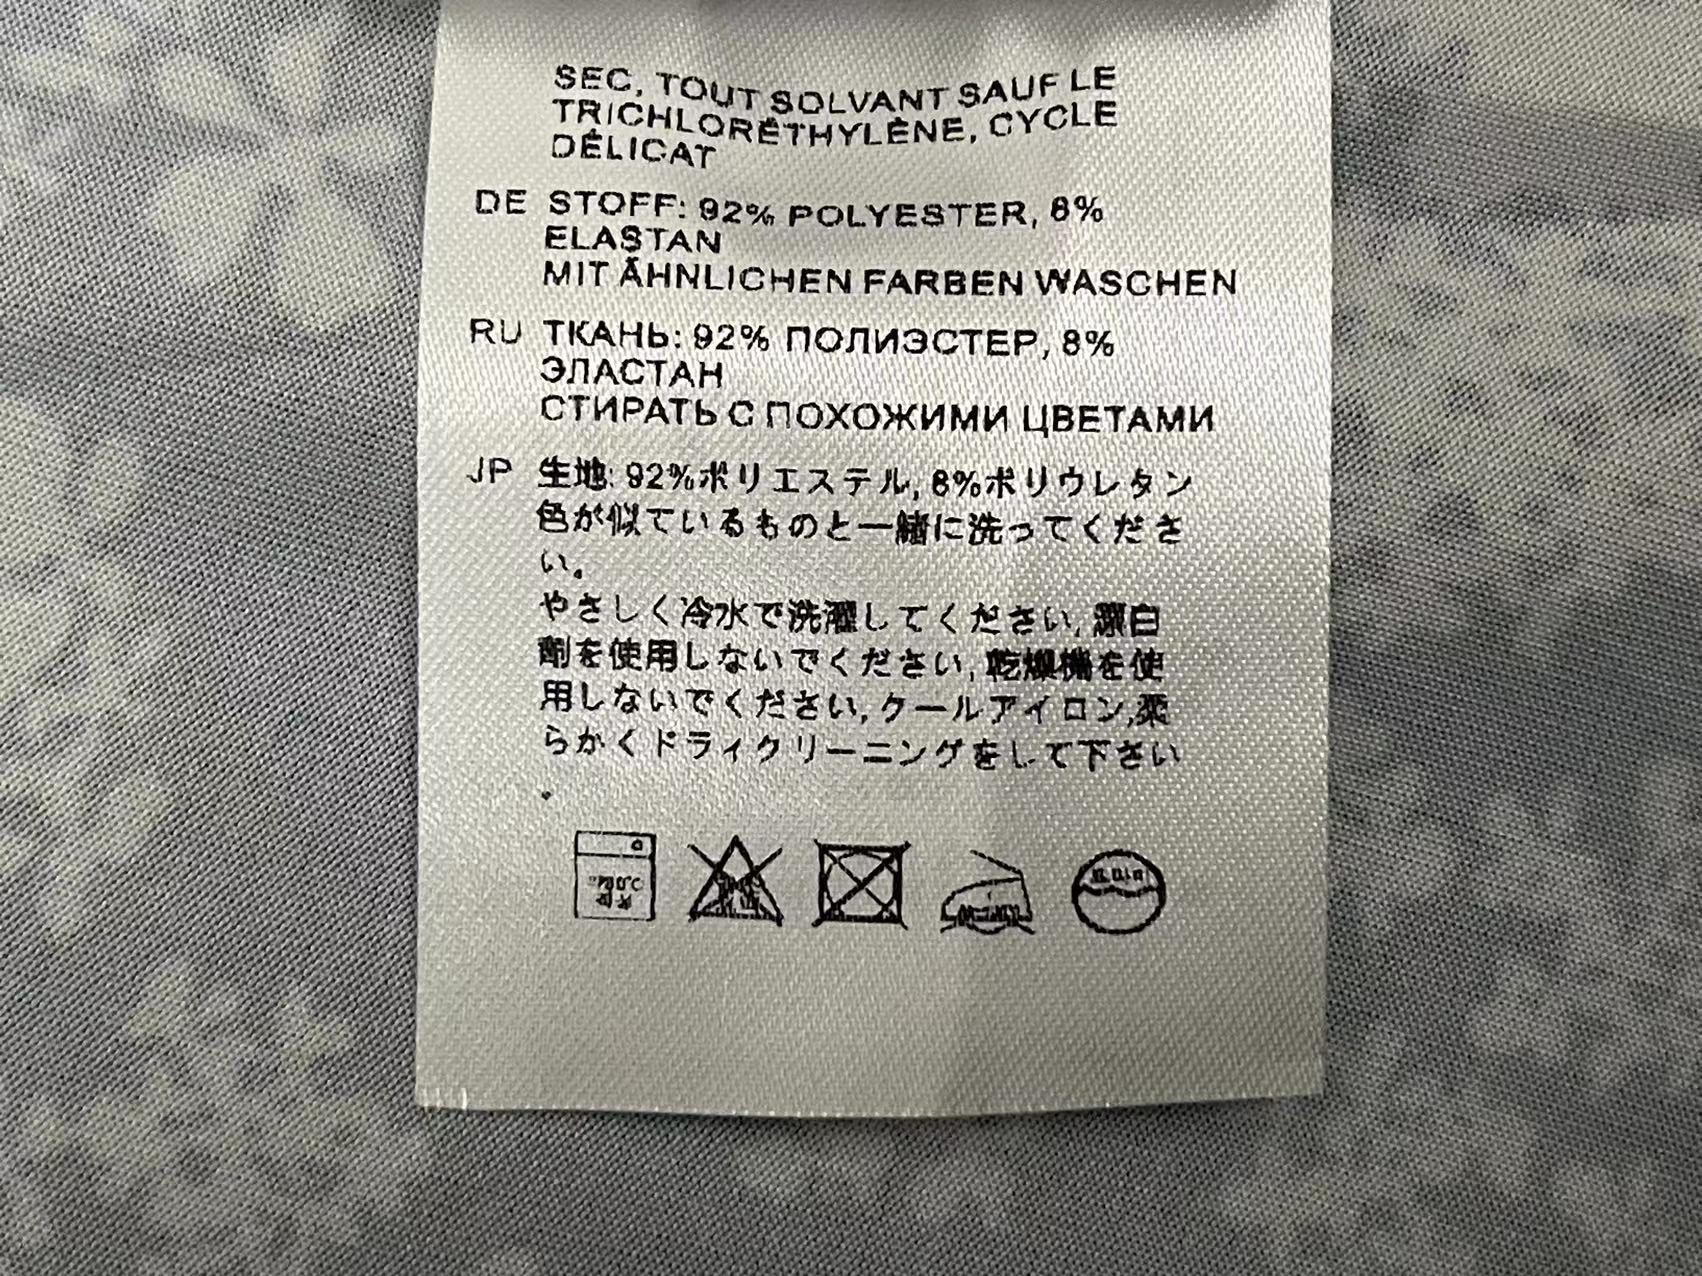 SEC, TOUT SOLVANT SAUF LE
TRICHLORÉTHYLÈNE, CYCLE
DÉLICAT
DE STOFF: 92% POLYESTER, 8%
ELASTAN
MIT ÄHNLICHEN FARBEN WASCHEN
RU ТКАНЬ: 92% ПОЛИЭСТЕР, 8%
ЭЛАСТАН
СТИРАТЬ С ПОХОЖИМИ ЦВЕТАМИ
JP 生地: 92%ポリエステル, 8%ポリウレタン
色が似ているものと一緒に洗ってくださ
い。
やさしく冷水で洗濯してください, 漂白
剤を使用しないでください, 乾燥機を使
用しないでください, クールアイロン,柔
らかくドライクリーニングをして下さい
.